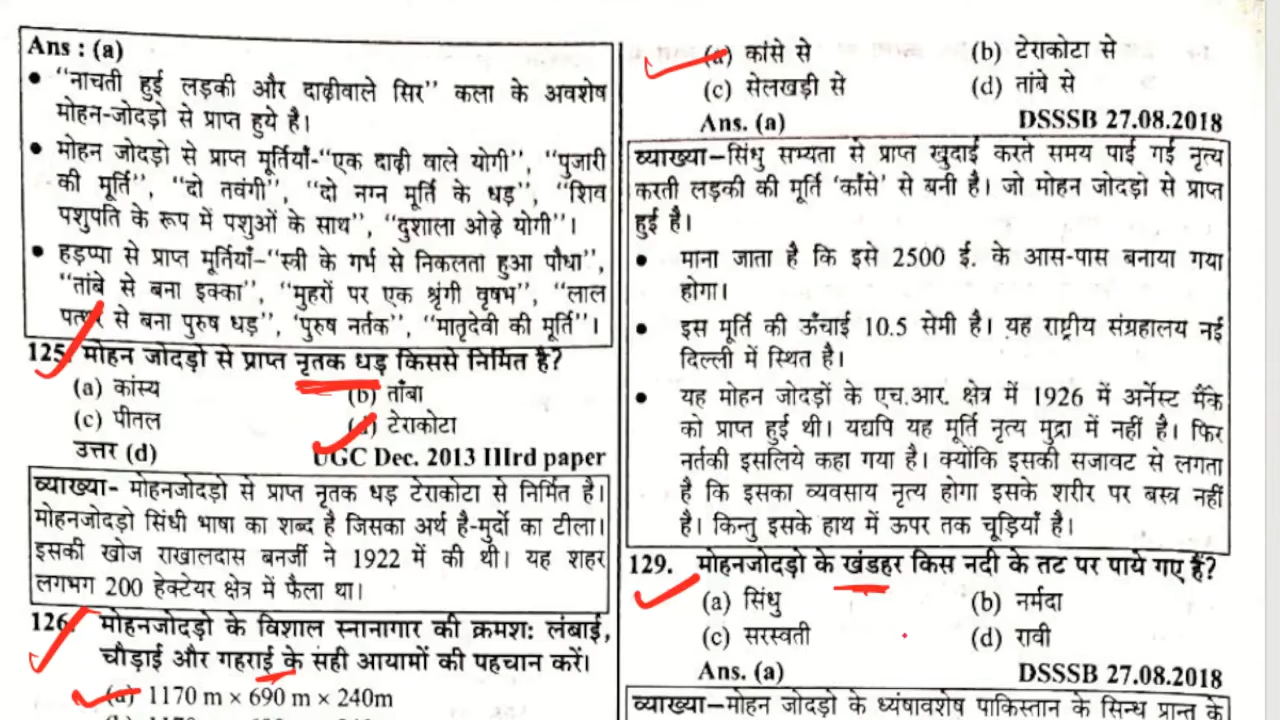 Ans : (a)
● “नाचती हुई लड़की और दाढ़ीवाले सिर” कला के अवशेष
मोहन-जोदड़ो से प्राप्त हुये है।
● मोहन जोदड़ो से प्राप्त मूर्तियाँ-“एक दाढ़ी वाले योगी”, “पुजारी
की मूर्ति”, “दो तवंगी”, “दो नग्न मूर्ति के धड़”, “शिव
पशुपति के रूप में पशुओं के साथ”, “दुशाला ओढ़े योगी”।
● हड़प्पा से प्राप्त मूर्तियाँ-“स्त्री के गर्भ से निकलता हुआ पौधा”,
“तांबे से बना इक्का”, “मुहरों पर एक श्रृंगी वृषभ”, “लाल
पत्थर से बना पुरुष धड़”, ‘पुरुष नर्तक”, “मातृदेवी की मूर्ति”।
125. मोहन जोदड़ो से प्राप्त नृतक धड़ किससे निर्मित है?
(a) कांस्य (b) ताँबा
(c) पीतल (d) टेराकोटा
उत्तर (d) UGC Dec. 2013 IIIrd paper
व्याख्या- मोहनजोदड़ो से प्राप्त नृतक धड़ टेराकोटा से निर्मित है।
मोहनजोदड़ो सिंधी भाषा का शब्द है जिसका अर्थ है-मुर्दो का टीला।
इसकी खोज राखालदास बनर्जी ने 1922 में की थी। यह शहर
लगभग 200 हेक्टेयर क्षेत्र में फैला था।
126. मोहनजोदड़ो के विशाल स्नानागार की क्रमश: लंबाई,
चौड़ाई और गहराई के सही आयामों की पहचान करें।
(a) 1170 m × 690 m × 240m
(a) कांसे से (b) टेराकोटा से
(c) सेलखड़ी से (d) तांबे से
Ans. (a) DSSSB 27.08.2018
व्याख्या–सिंधु सभ्यता से प्राप्त खुदाई करते समय पाई गई नृत्य
करती लड़की की मूर्ति ‘काँसे’ से बनी है। जो मोहन जोदड़ो से प्राप्त
हुई है।
● माना जाता है कि इसे 2500 ई. के आस-पास बनाया गया
होगा।
● इस मूर्ति की ऊँचाई 10.5 सेमी है। यह राष्ट्रीय संग्रहालय नई
दिल्ली में स्थित है।
● यह मोहन जोदड़ों के एच.आर. क्षेत्र में 1926 में अर्नेस्ट मैंके
को प्राप्त हुई थी। यद्यपि यह मूर्ति नृत्य मुद्रा में नहीं है। फिर
नर्तकी इसलिये कहा गया है। क्योंकि इसकी सजावट से लगता
है कि इसका व्यवसाय नृत्य होगा इसके शरीर पर बस्त्र नहीं
है। किन्तु इसके हाथ में ऊपर तक चूड़ियाँ है।
129. मोहनजोदड़ो के खंडहर किस नदी के तट पर पाये गए हैं?
(a) सिंधु (b) नर्मदा
(c) सरस्वती (d) रावी
Ans. (a) DSSSB 27.08.2018
व्याख्या–मोहन जोदड़ो के ध्यंषावशेष पाकिस्तान के सिन्ध प्रान्त के